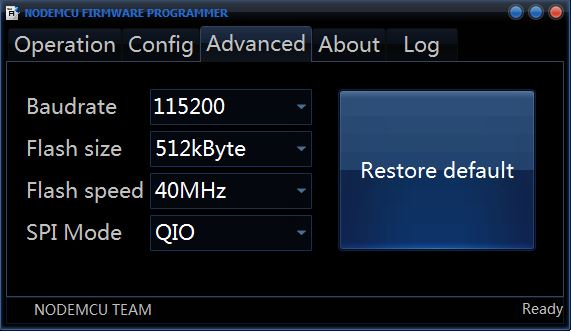 NODEMCU FIRMWARE PROGRAMMER
Operation Config Advanced About Log
Baudrate 115200
Flash size 512kByte
Flash speed 40MHz
SPI Mode QIO
Restore default
NODEMCU TEAM Ready